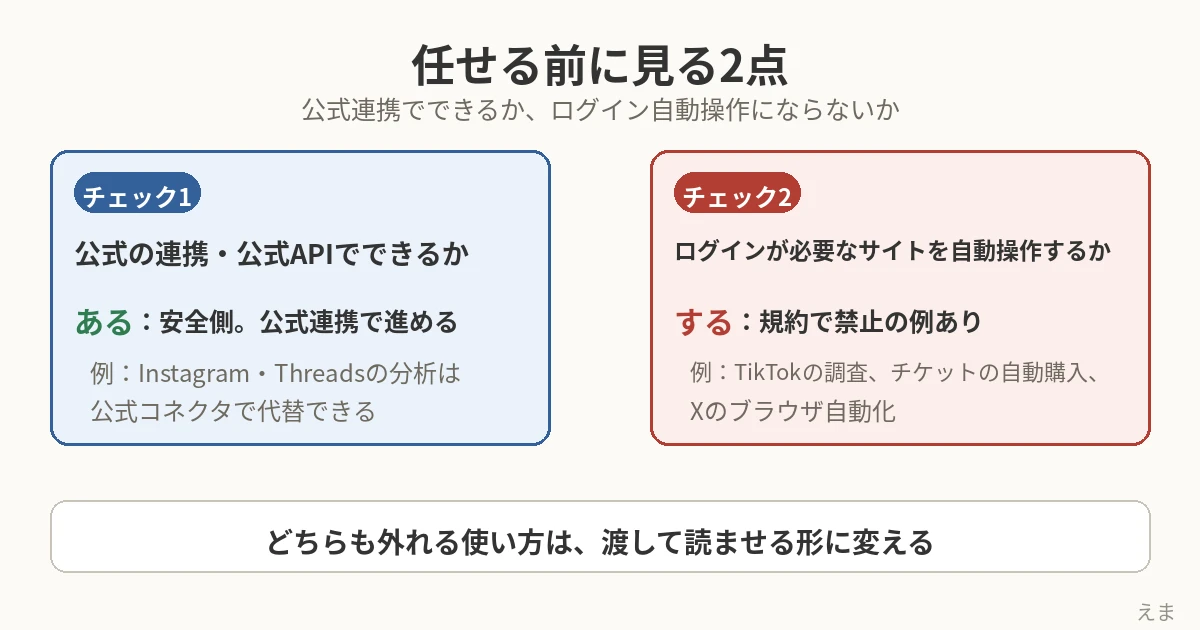 任せる前に見る2点
公式連携でできるか、ログイン自動操作にならないか
チェック1
公式の連携・公式APIでできるか
ある：安全側。公式連携で進める
例：Instagram・Threadsの分析は
公式コネクタで代替できる
チェック2
ログインが必要なサイトを自動操作するか
する：規約で禁止の例あり
例：TikTokの調査、チケットの自動購入、
Xのブラウザ自動化
どちらも外れる使い方は、渡して読ませる形に変える
えま